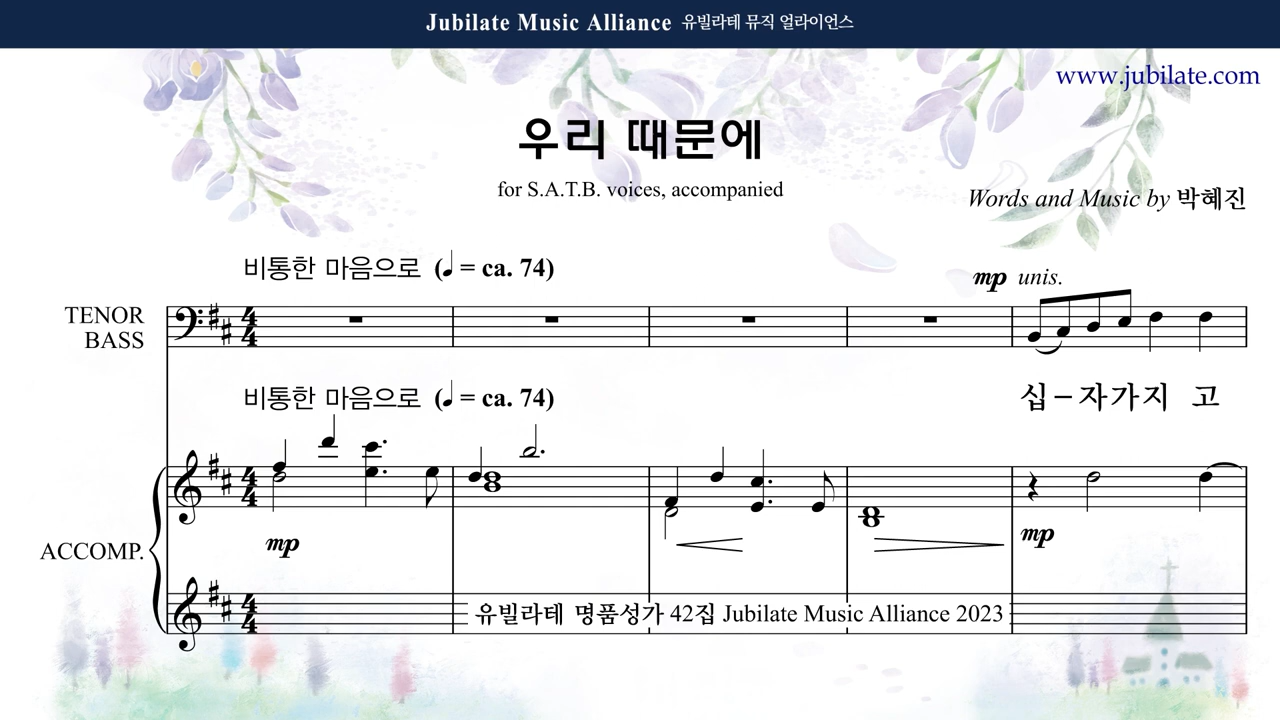 Jubilate Music Alliance 유빌라테 뮤직 얼라이언스
www.jubilate.com
우리 때문에
for S.A.T.B. voices, accompanied
Words and Music by 박혜진
비통한 마음으로 (♩ = ca. 74)
mp unis.
TENOR
BASS
십–자가지 고
비통한 마음으로 (♩ = ca. 74)
ACCOMP.
mp
mp
유빌라테 명품성가 42집 Jubilate Music Alliance 2023